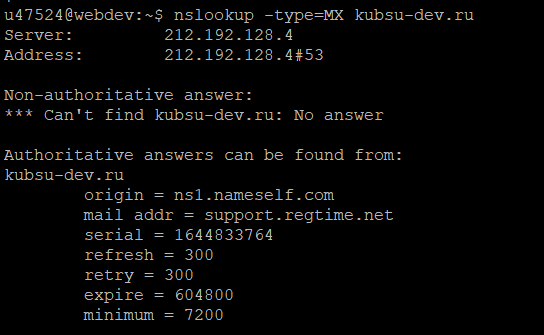 u47524@webdev:~$ nslookup -type=MX kubsu-dev.ru
Server:         212.192.128.4
Address:        212.192.128.4#53

Non-authoritative answer:
*** Can't find kubsu-dev.ru: No answer

Authoritative answers can be found from:
kubsu-dev.ru
        origin = ns1.nameself.com
        mail addr = support.regtime.net
        serial = 1644833764
        refresh = 300
        retry = 300
        expire = 604800
        minimum = 7200